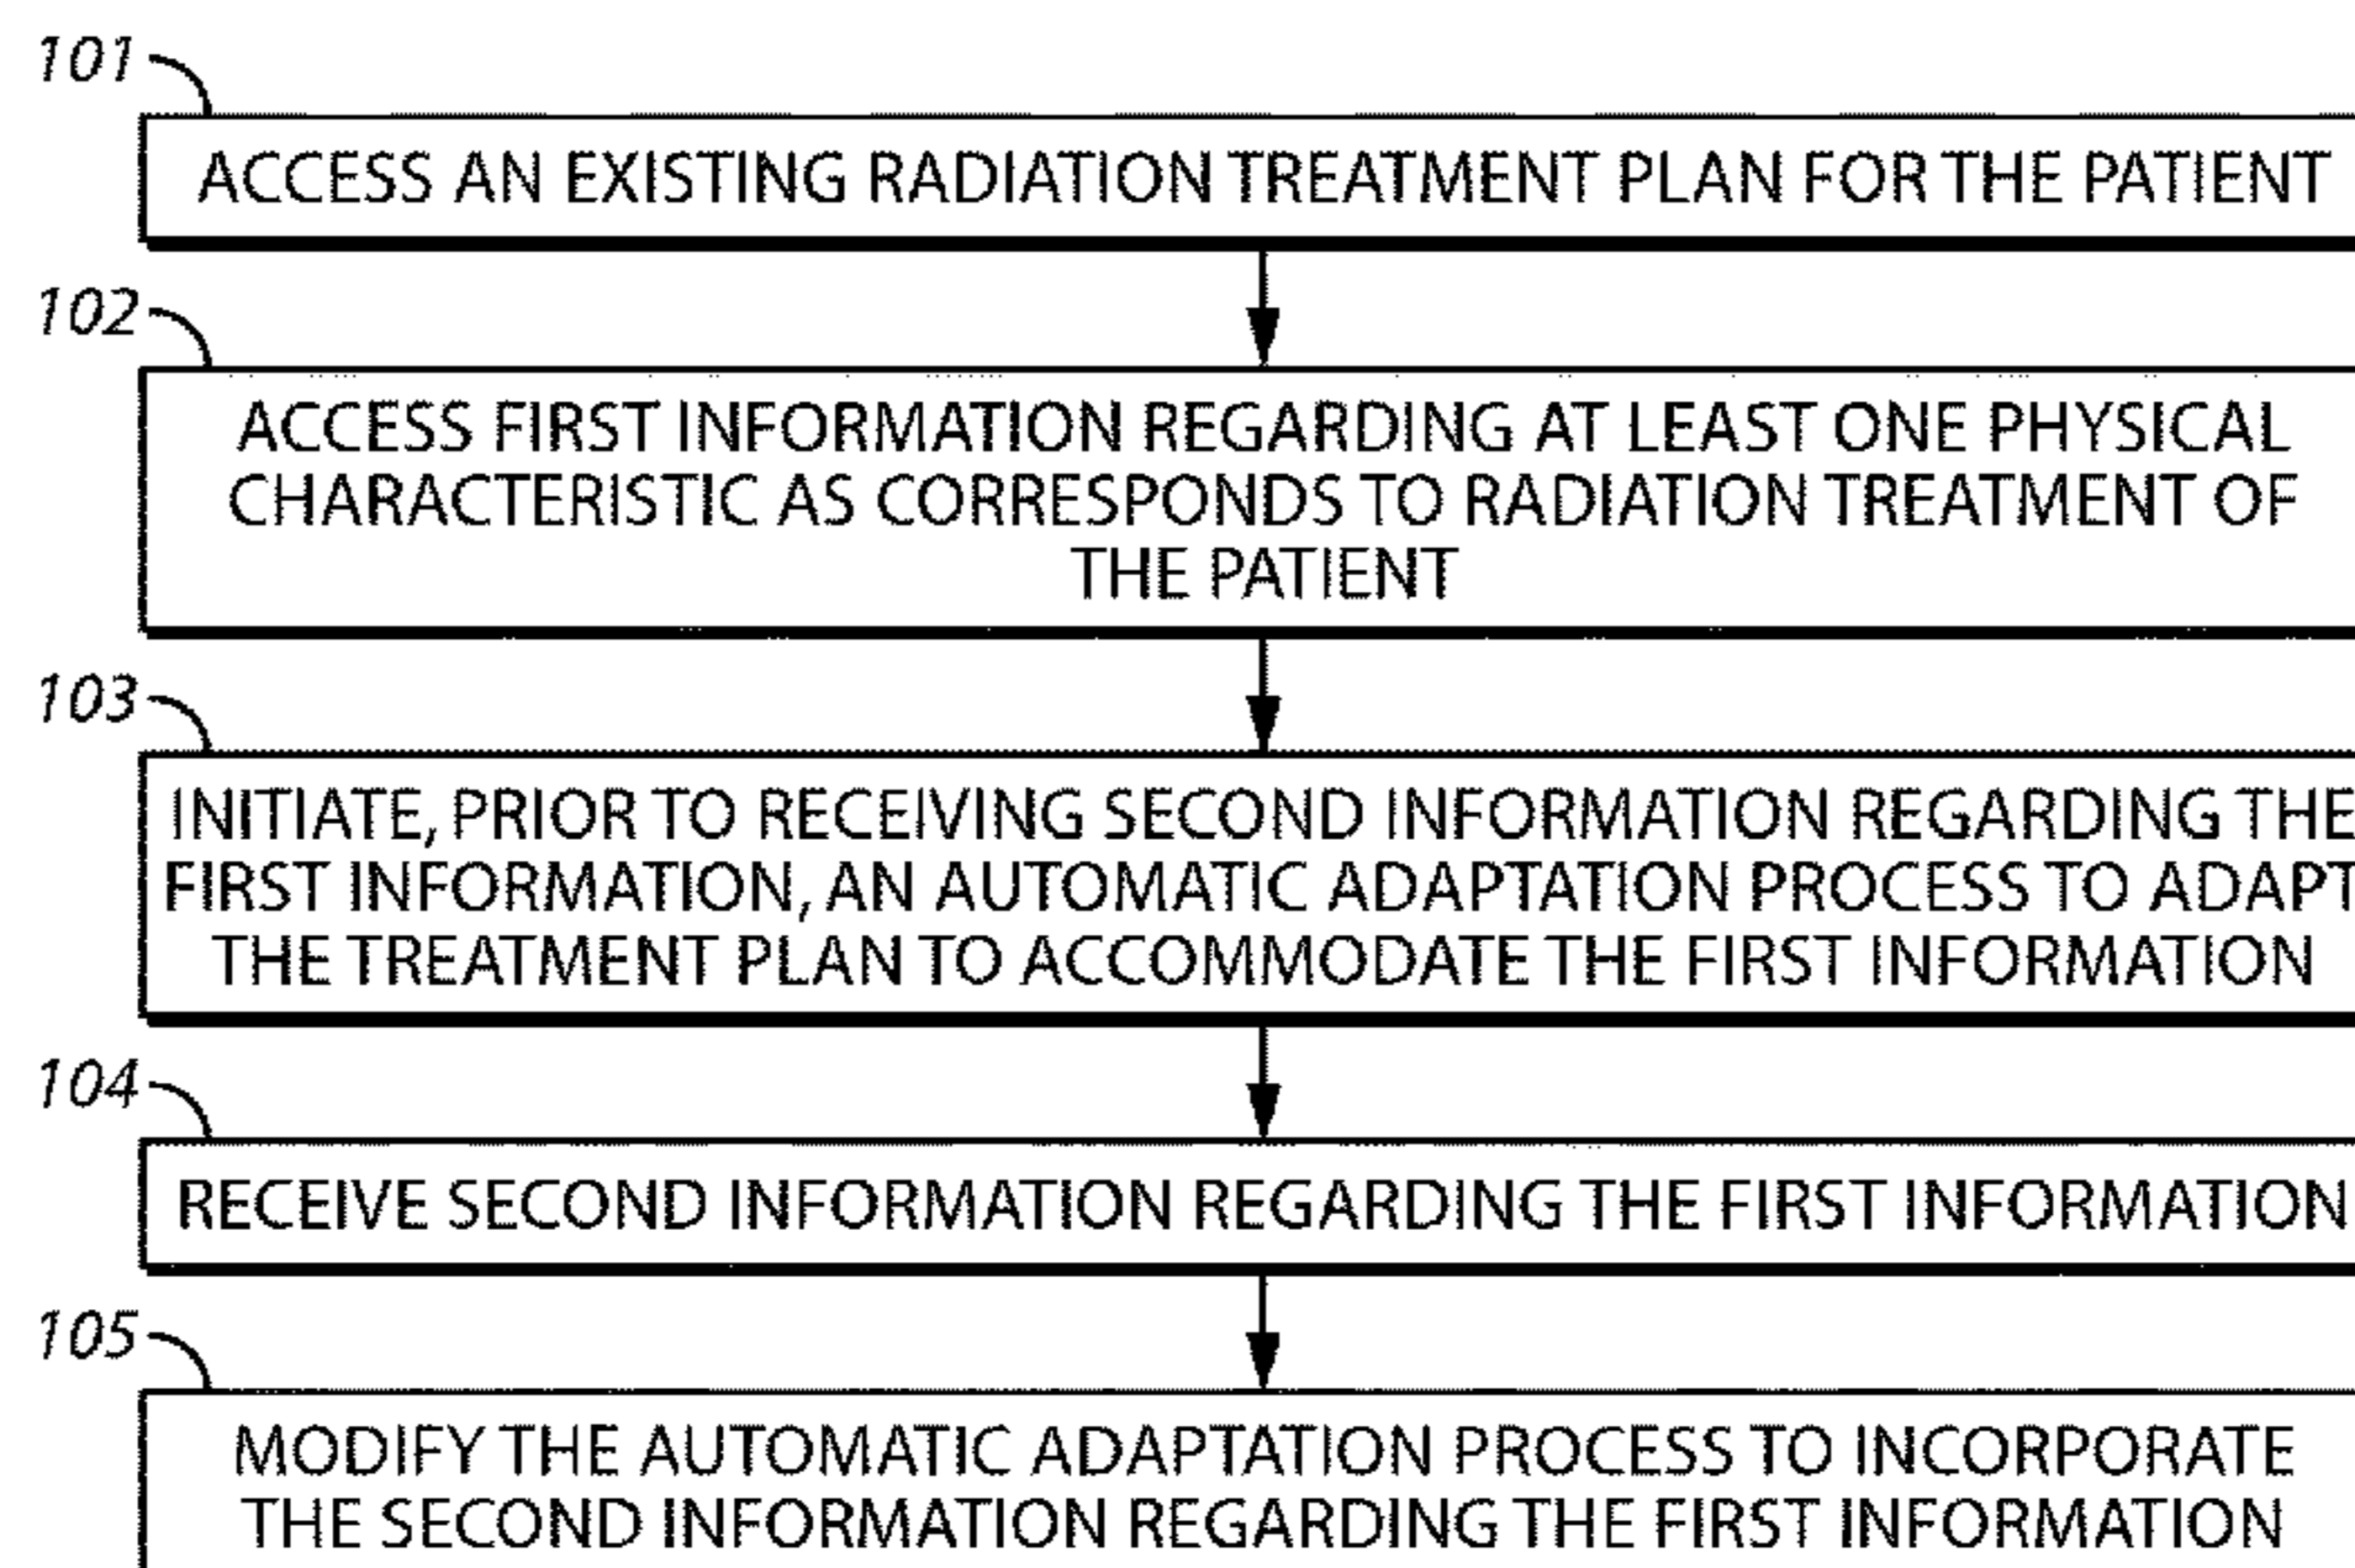 101
ACCESS AN EXISTING RADIATION TREATMENT PLAN FOR THE PATIENT
102
ACCESS FIRST INFORMATION REGARDING AT LEAST ONE PHYSICAL
CHARACTERISTIC AS CORRESPONDS TO RADIATION TREATMENT OF
THE PATIENT
103
INITIATE, PRIOR TO RECEIVING SECOND INFORMATION REGARDING THE
FIRST INFORMATION, AN AUTOMATIC ADAPTATION PROCESS TO ADAPT
THE TREATMENT PLAN TO ACCOMMODATE THE FIRST INFORMATION
104
RECEIVE SECOND INFORMATION REGARDING THE FIRST INFORMATION
105
MODIFY THE AUTOMATIC ADAPTATION PROCESS TO INCORPORATE
THE SECOND INFORMATION REGARDING THE FIRST INFORMATION